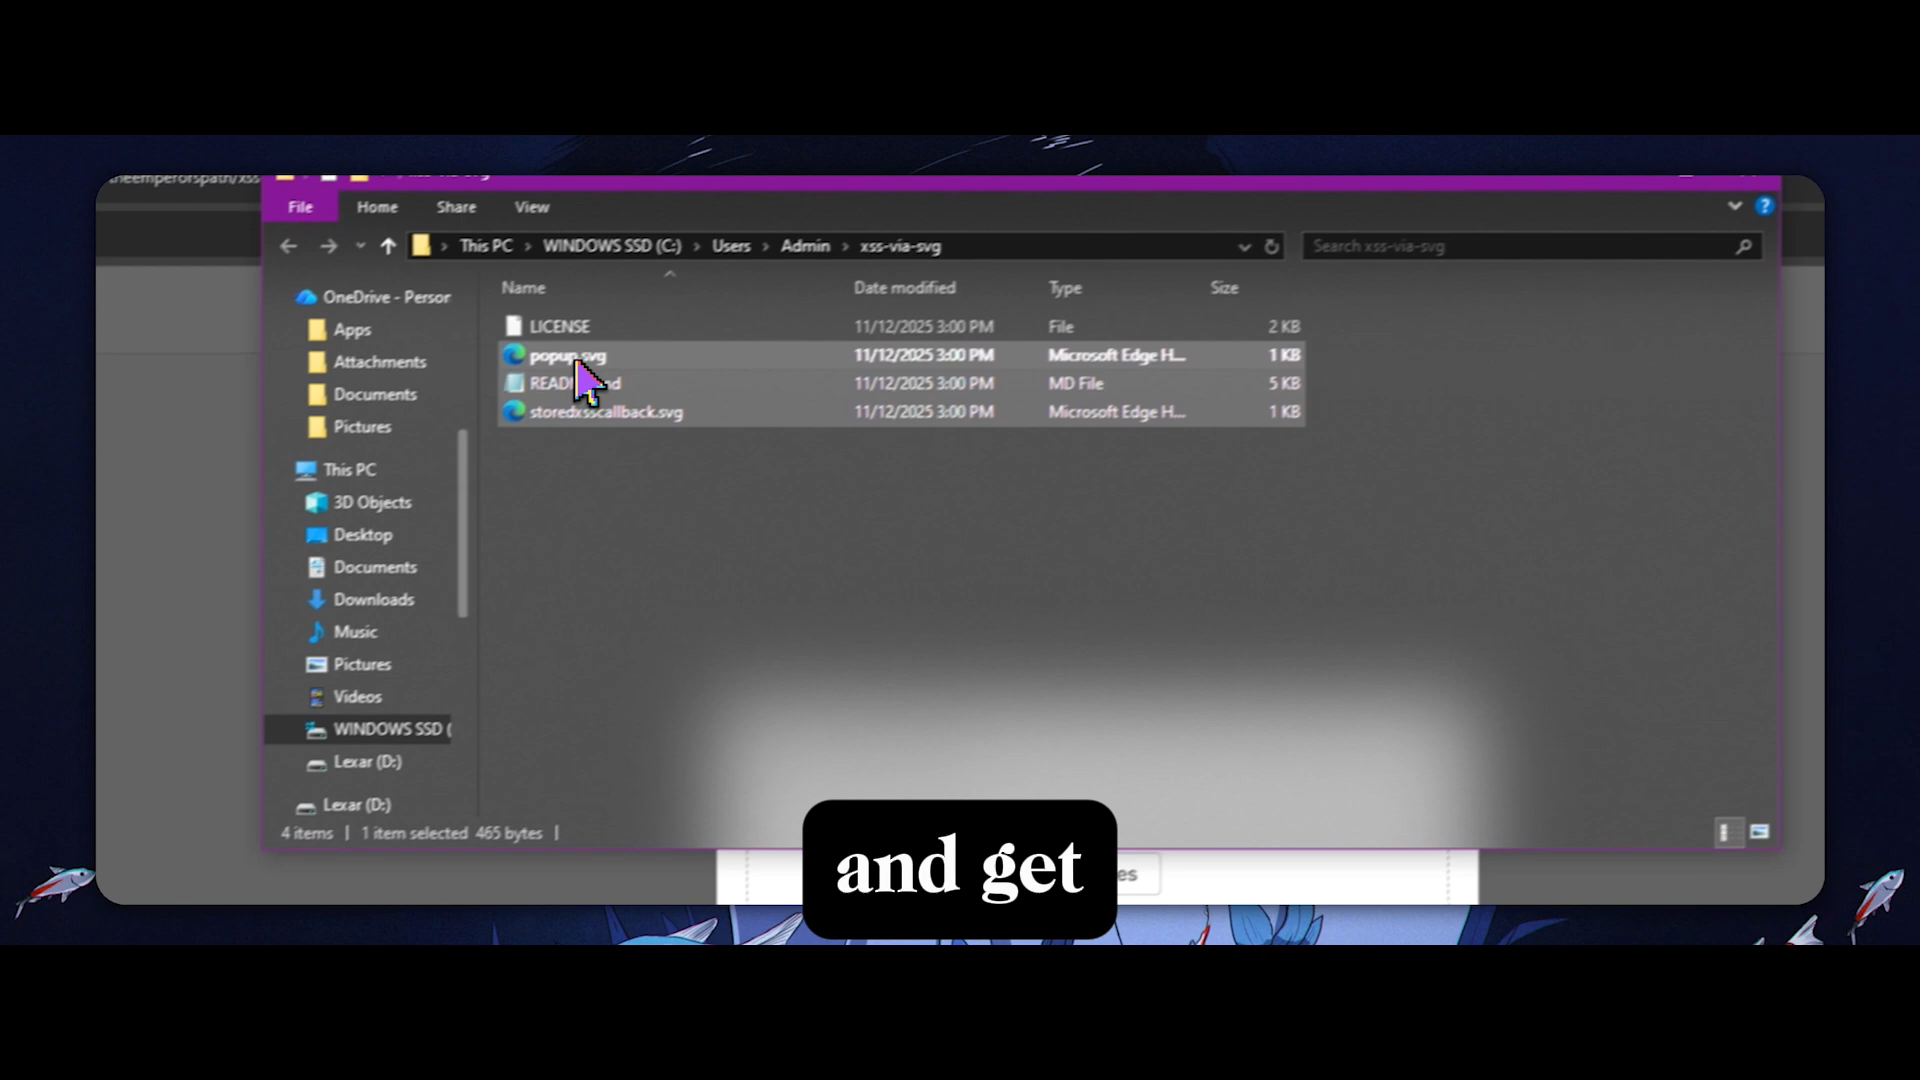 File Home Share View
This PC > WINDOWS SSD (C:) > Users > Admin > xss-via-svg
Search xss-via-svg
Name Date modified Type Size
LICENSE 11/12/2025 3:00 PM File 2 KB
popup.svg 11/12/2025 3:00 PM Microsoft Edge H... 1 KB
11/12/2025 3:00 PM MD File 5 KB
storedxsscallback.svg 11/12/2025 3:00 PM Microsoft Edge H... 1 KB
OneDrive - Person
Apps
Attachments
Documents
Pictures
This PC
3D Objects
Desktop
Documents
Downloads
Music
Pictures
Videos
WINDOWS SSD (
Lexar (D:)
Lexar (D:)
4 items | 1 item selected 465 bytes |
and get